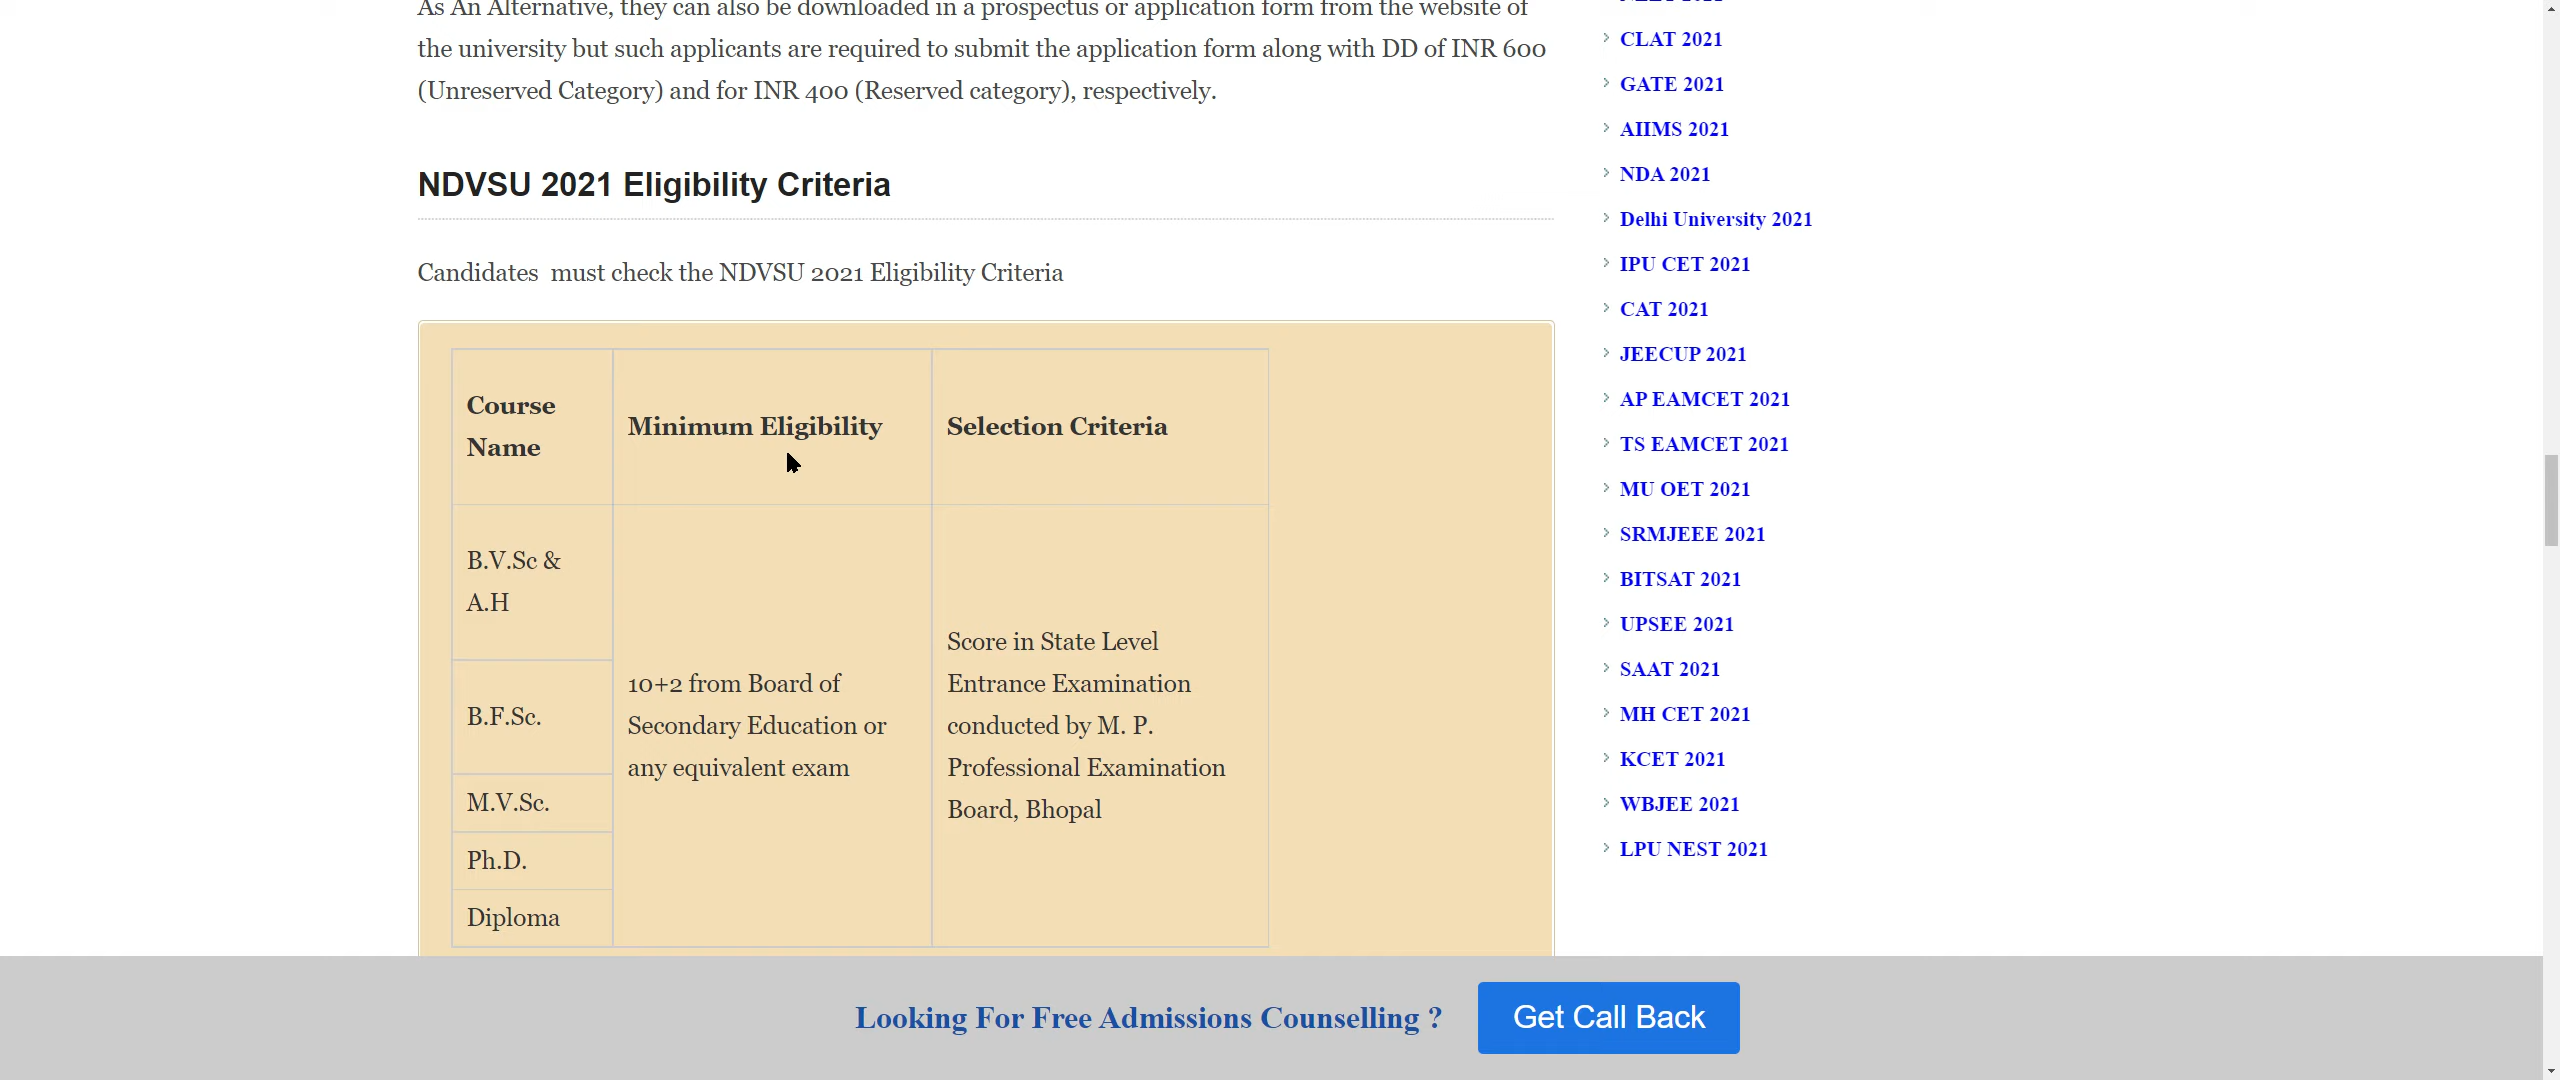 As An Alternative, they can also be downloaded in a prospectus or application form from the website of
the university but such applicants are required to submit the application form along with DD of INR 600
(Unreserved Category) and for INR 400 (Reserved category), respectively.
NDVSU 2021 Eligibility Criteria
Candidates must check the NDVSU 2021 Eligibility Criteria
Course
Name
Minimum Eligibility
Selection Criteria
B.V.Sc &
A.H
B.F.Sc.
M.V.Sc.
Ph.D.
Diploma
10+2 from Board of
Secondary Education or
any equivalent exam
Score in State Level
Entrance Examination
conducted by M. P.
Professional Examination
Board, Bhopal
CLAT 2021
GATE 2021
AIIMS 2021
NDA 2021
Delhi University 2021
IPU CET 2021
CAT 2021
JEECUP 2021
AP EAMCET 2021
TS EAMCET 2021
MU OET 2021
SRMJEEE 2021
BITSAT 2021
UPSEE 2021
SAAT 2021
MH CET 2021
KCET 2021
WBJEE 2021
LPU NEST 2021
Looking For Free Admissions Counselling ?
Get Call Back